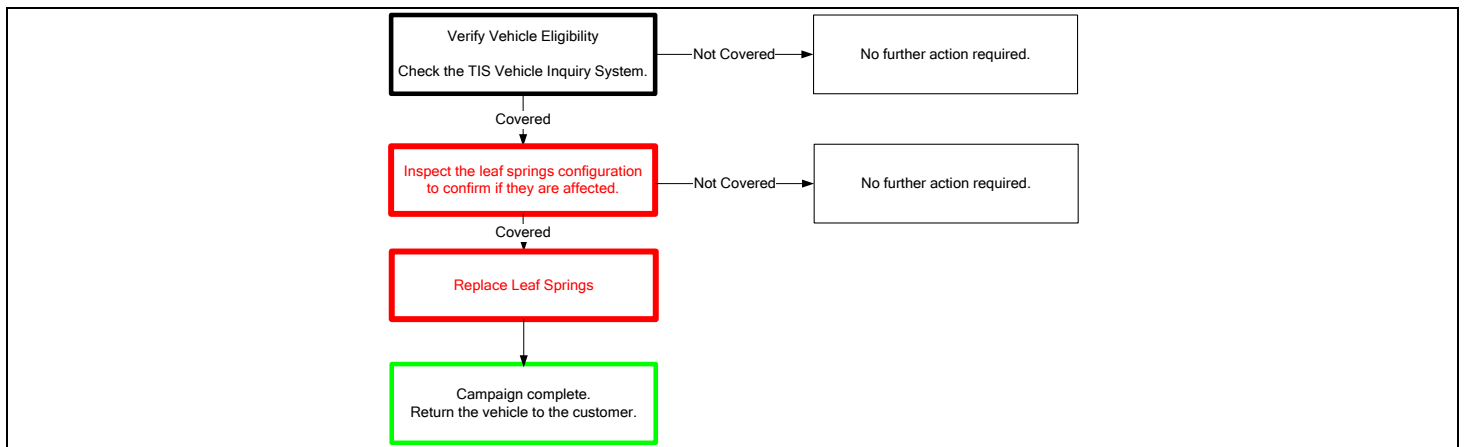 Verify Vehicle Eligibility
Check the TIS Vehicle Inquiry System.
Not Covered
No further action required.
Covered
Inspect the leaf springs configuration
to confirm if they are affected.
Not Covered
No further action required.
Covered
Replace Leaf Springs
Campaign complete.
Return the vehicle to the customer.